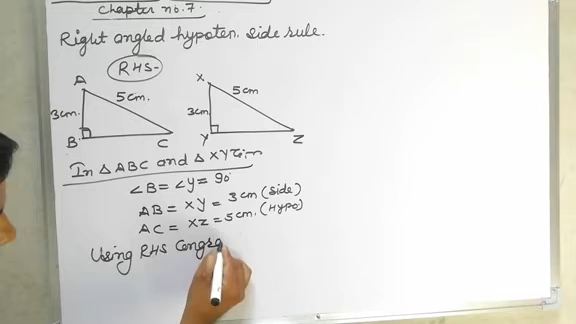 Chapter no. 7.
Right angled hypoten. side rule.
RHS-
A
5cm.
3cm.
B
C
X
5cm
3cm
Y
Z
In △ABC and △XYZ
∠B = ∠Y = 90°
AB = XY = 3cm (side)
AC = XZ = 5cm. (Hypo)
Using RHS Congrg